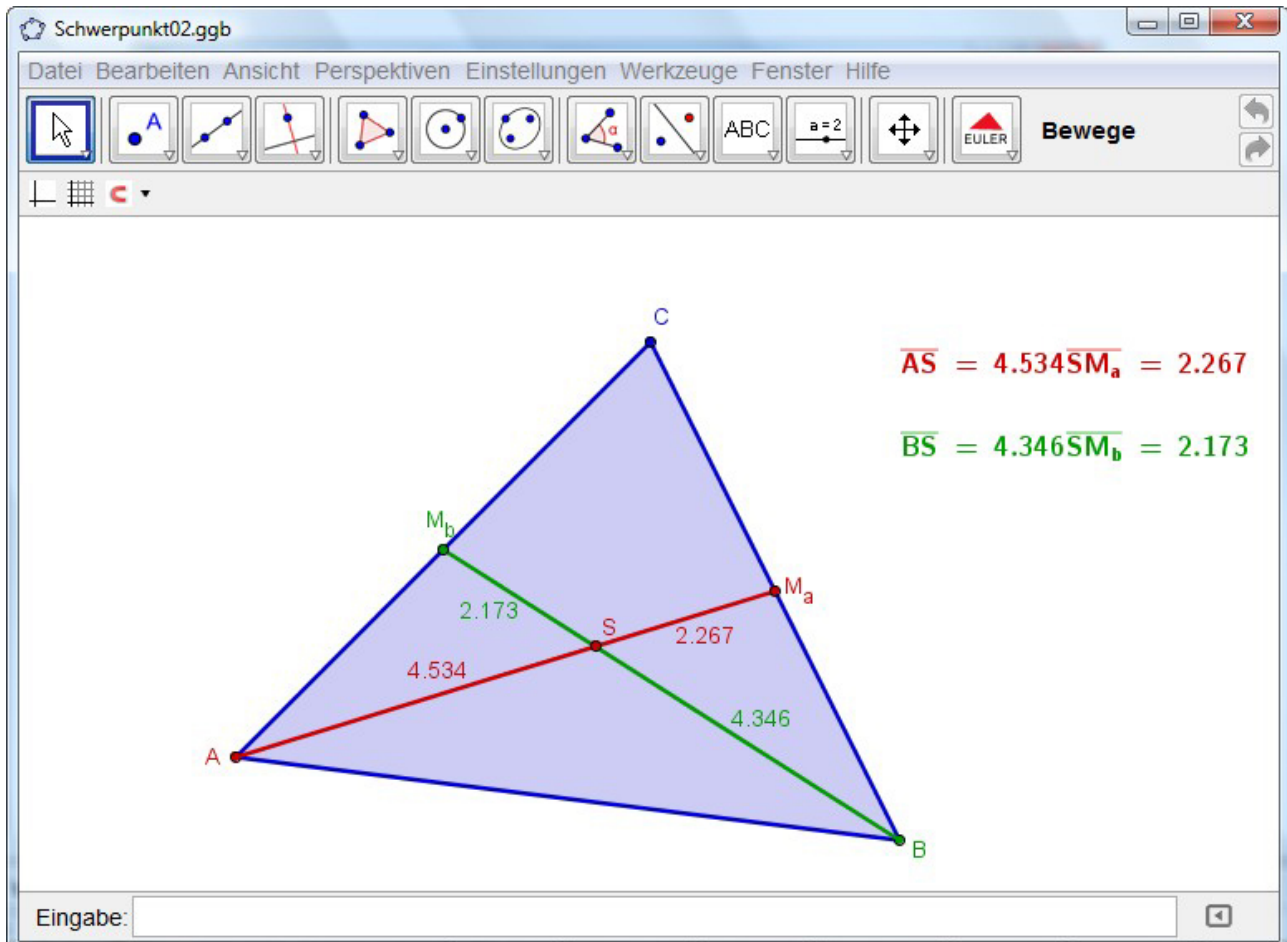 Schwerpunkt02.ggb
Datei Bearbeiten Ansicht Perspektiven Einstellungen Werkzeuge Fenster Hilfe
A α ABC a=2 EULER Bewege
C
AS = 4.534SMa = 2.267
BS = 4.346SMb = 2.173
Mb
Ma
2.173
S
2.267
4.534
4.346
A
B
Eingabe: